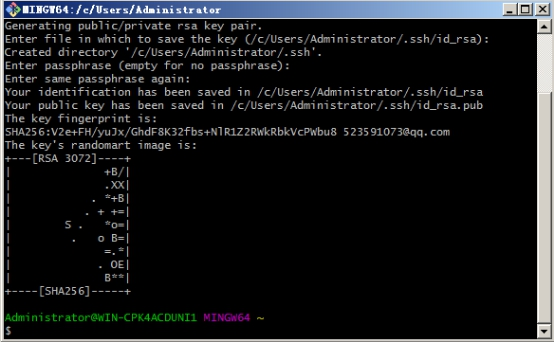 MINGW64:/c/Users/Administrator
Generating public/private rsa key pair.
Enter file in which to save the key (/c/Users/Administrator/.ssh/id_rsa):
Created directory '/c/Users/Administrator/.ssh'.
Enter passphrase (empty for no passphrase):
Enter same passphrase again:
Your identification has been saved in /c/Users/Administrator/.ssh/id_rsa
Your public key has been saved in /c/Users/Administrator/.ssh/id_rsa.pub
The key fingerprint is:
SHA256:V2e+FH/yuJx/GhdF8K32fbs+NlR1Z2RWkRbkVcPWbu8 523591073@qq.com
The key's randomart image is:
+---[RSA 3072]----+
|             +B/|
|             .XX|
|           . *+B|
|          . + +=|
|       S .   *o=|
|        .   o B=|
|             =.*|
|            . OE|
|             B**|
+----[SHA256]-----+
Administrator@WIN-CPK4ACDUNI1 MINGW64 ~
$